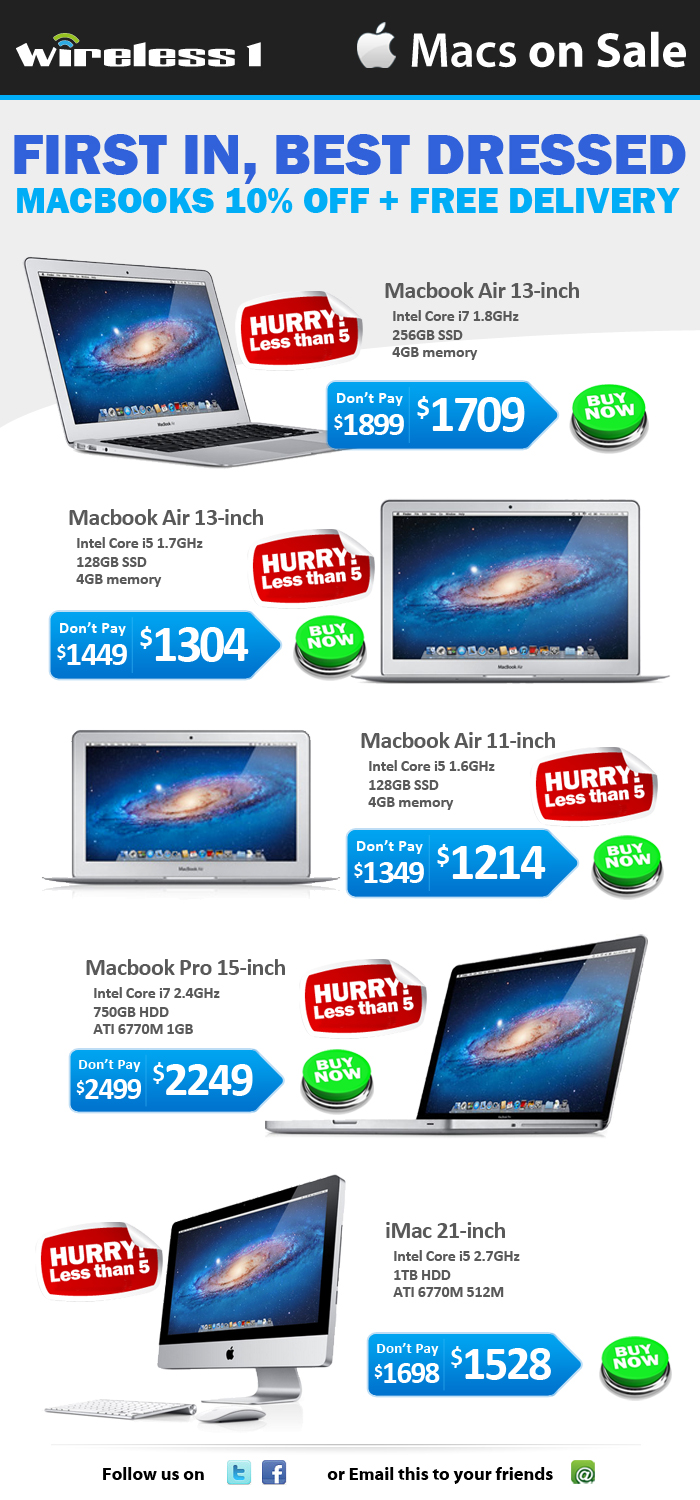 wireless 1
Macs on Sale
FIRST IN, BEST DRESSED
MACBOOKS 10% OFF + FREE DELIVERY
Macbook Air 13-inch
Intel Core i7 1.8GHz
256GB SSD
4GB memory
HURRY!
Less than 5
Don't Pay
$1899
$1709
BUY
NOW
MacBook Air
Macbook Air 13-inch
Intel Core i5 1.7GHz
128GB SSD
4GB memory
HURRY!
Less than 5
Don't Pay
$1449
$1304
BUY
NOW
MacBook Air
Macbook Air 11-inch
Intel Core i5 1.6GHz
128GB SSD
4GB memory
HURRY!
Less than 5
Don't Pay
$1349
$1214
BUY
NOW
MacBook Air
Macbook Pro 15-inch
Intel Core i7 2.4GHz
750GB HDD
ATI 6770M 1GB
HURRY!
Less than 5
Don't Pay
$2499
$2249
BUY
NOW
HURRY!
Less than 5
iMac 21-inch
Intel Core i5 2.7GHz
1TB HDD
ATI 6770M 512M
Don't Pay
$1698
$1528
BUY
NOW
Follow us on t f or Email this to your friends @